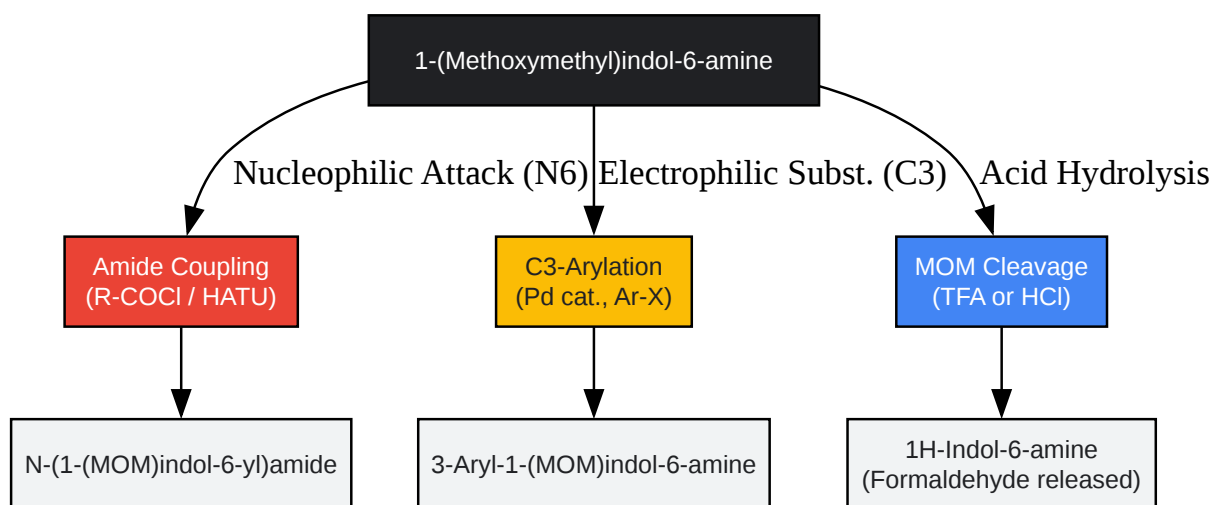 1-(Methoxymethyl)indol-6-amine
Nucleophilic Attack (N6)
Electrophilic Subst. (C3)
Acid Hydrolysis
Amide Coupling
(R-COCl / HATU)
C3-Arylation
(Pd cat., Ar-X)
MOM Cleavage
(TFA or HCl)
N-(1-(MOM)indol-6-yl)amide
3-Aryl-1-(MOM)indol-6-amine
1H-Indol-6-amine
(Formaldehyde released)